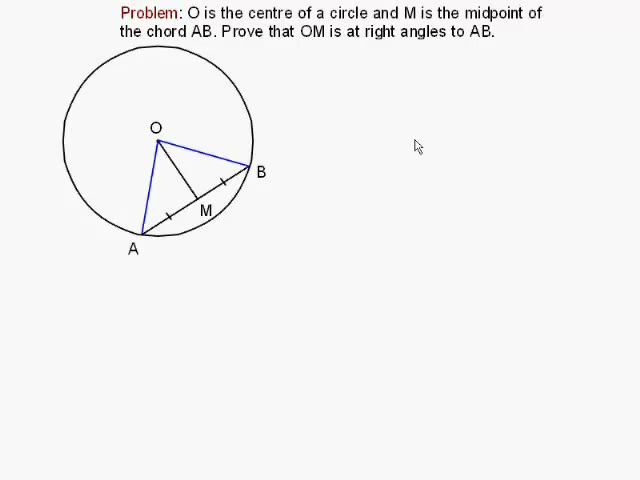 Problem: O is the centre of a circle and M is the midpoint of
the chord AB. Prove that OM is at right angles to AB.
O
B
M
A